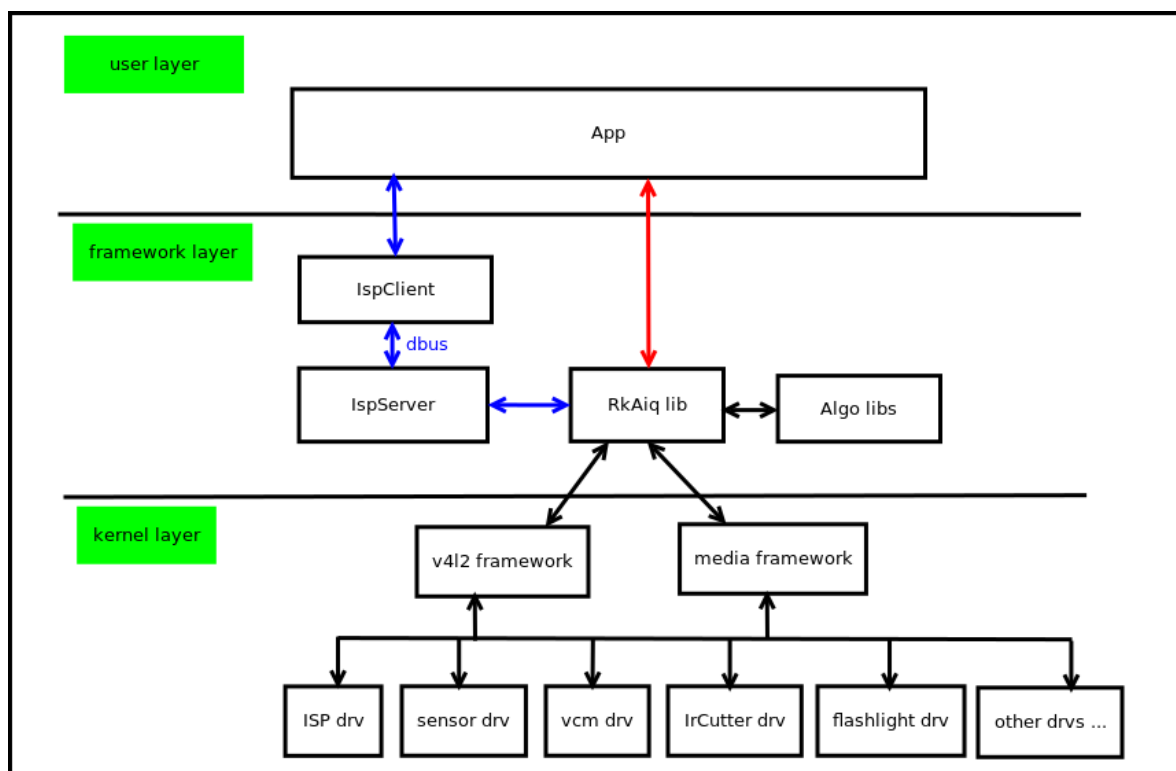 user layer
App
framework layer
IspClient
dbus
IspServer
RkAiq lib
Algo libs
kernel layer
v4l2 framework
media framework
ISP drv
sensor drv
vcm drv
IrCutter drv
flashlight drv
other drvs ...